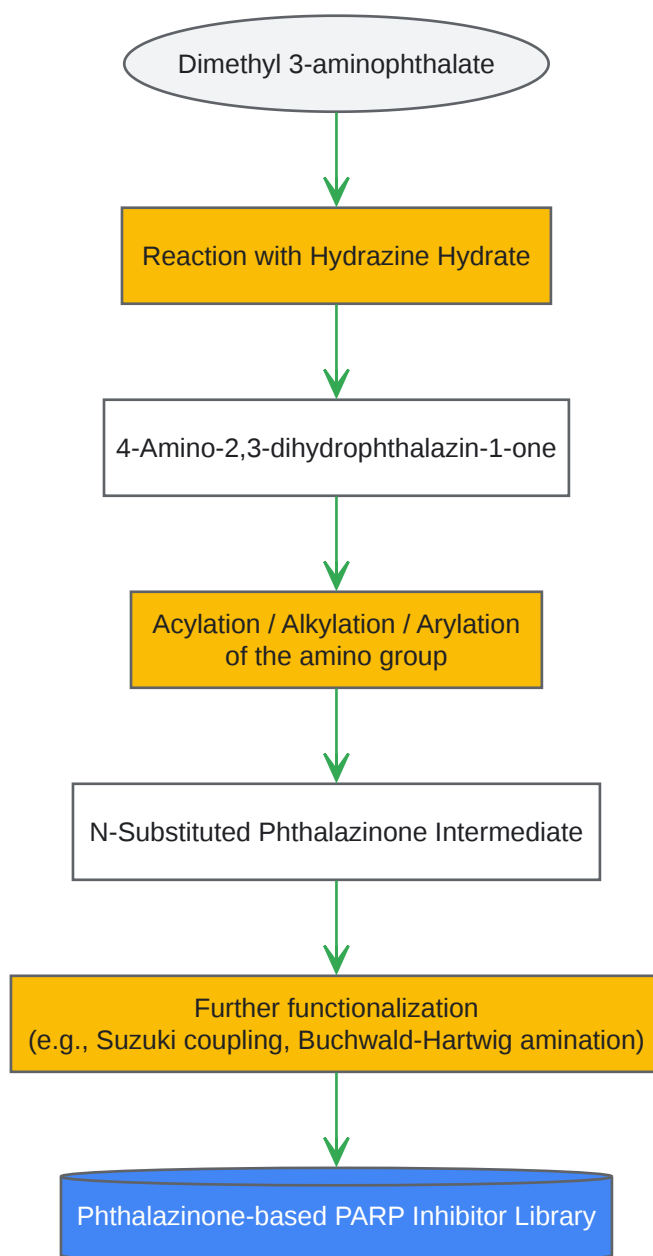 Dimethyl 3-aminophthalate
Reaction with Hydrazine Hydrate
4-Amino-2,3-dihydrophthalazin-1-one
Acylation / Alkylation / Arylation
of the amino group
N-Substituted Phthalazinone Intermediate
Further functionalization
(e.g., Suzuki coupling, Buchwald-Hartwig amination)
Phthalazinone-based PARP Inhibitor Library